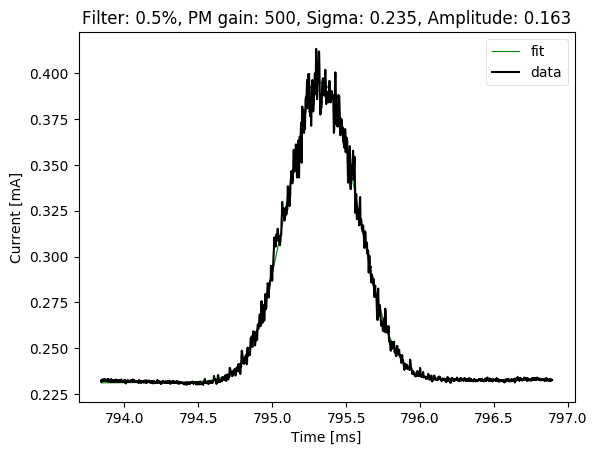 Filter: 0.5%, PM gain: 500, Sigma: 0.235, Amplitude: 0.163
fit
data
0.400
0.375
0.350
0.325
0.300
0.275
0.250
0.225
Current [mA]
794.0 794.5 795.0 795.5 796.0 796.5 797.0
Time [ms]